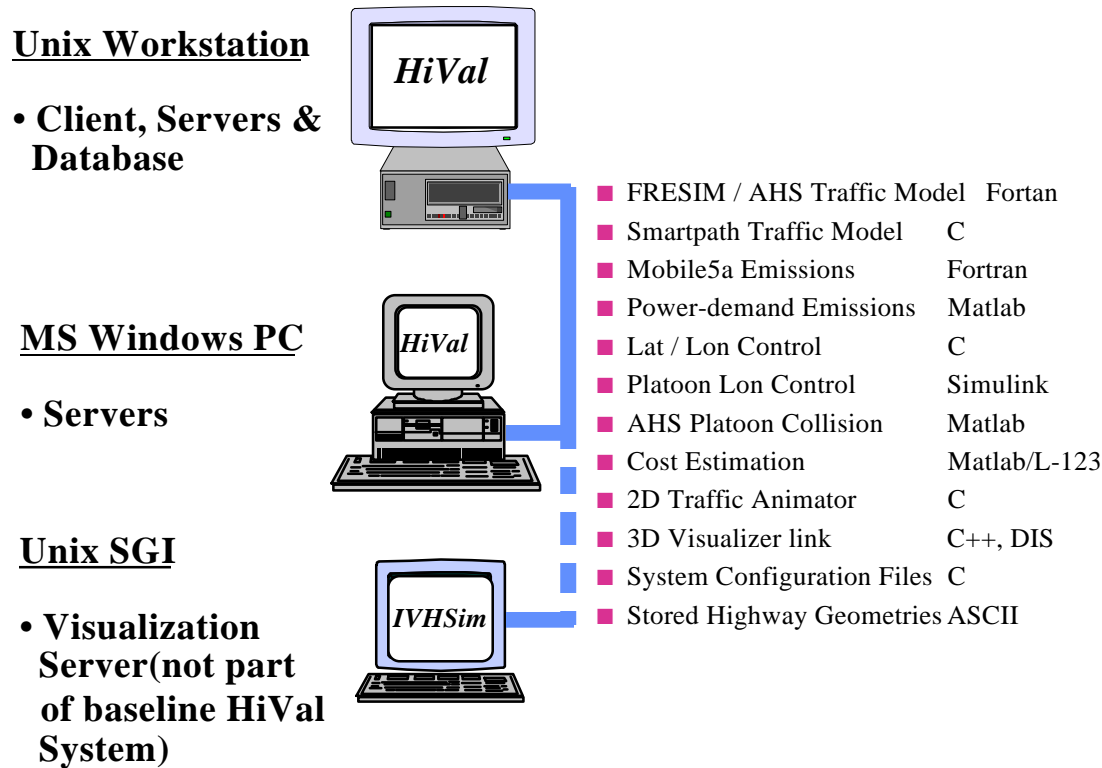 Unix Workstation
• Client, Servers &
Database
HiVal
MS Windows PC
• Servers
HiVal
Unix SGI
• Visualization
Server(not part
of baseline HiVal
System)
IVHSim
■ FRESIM / AHS Traffic Model Fortan
■ Smartpath Traffic Model C
■ Mobile5a Emissions Fortran
■ Power-demand Emissions Matlab
■ Lat / Lon Control C
■ Platoon Lon Control Simulink
■ AHS Platoon Collision Matlab
■ Cost Estimation Matlab/L-123
■ 2D Traffic Animator C
■ 3D Visualizer link C++, DIS
■ System Configuration Files C
■ Stored Highway Geometries ASCII